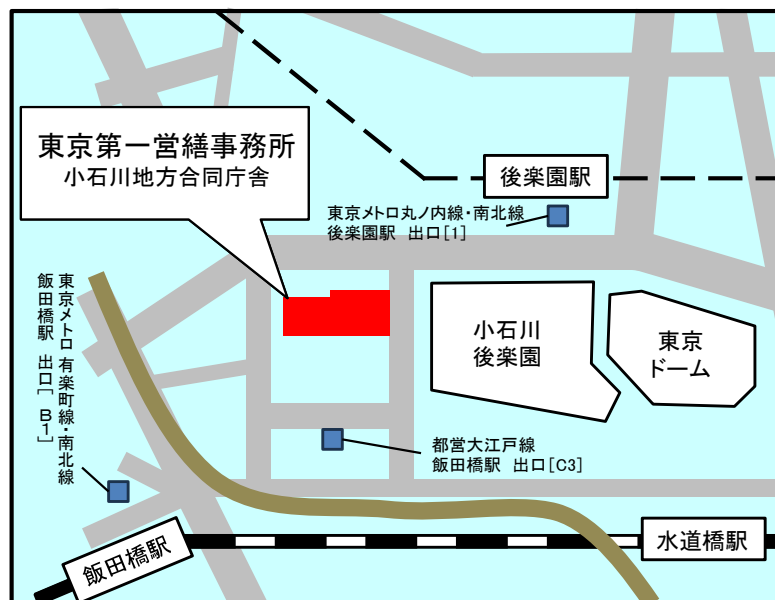 東京第一営繕事務所
小石川地方合同庁舎
後楽園駅
東京メトロ丸ノ内線・南北線
後楽園駅 出口[1]
東京メトロ 有楽町線・南北線
飯田橋駅 出口[B1]
小石川
後楽園
東京
ドーム
都営大江戸線
飯田橋駅 出口[C3]
飯田橋駅
水道橋駅